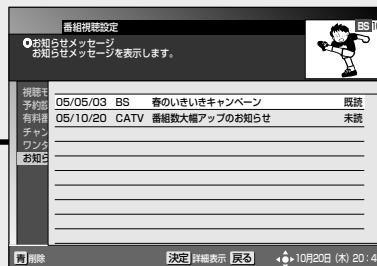 番組視聴設定
BS
お知らせメッセージ
お知らせメッセージを表示します。
視聴
予約
有料
チャン
ワンタ
お知ら
05/05/03 BS 春のいきいきキャンペーン 既読
05/10/20 CATV 番組数大幅アップのお知らせ 未読
青 削除 決定 詳細表示 戻る 10月20日 (木) 20:4